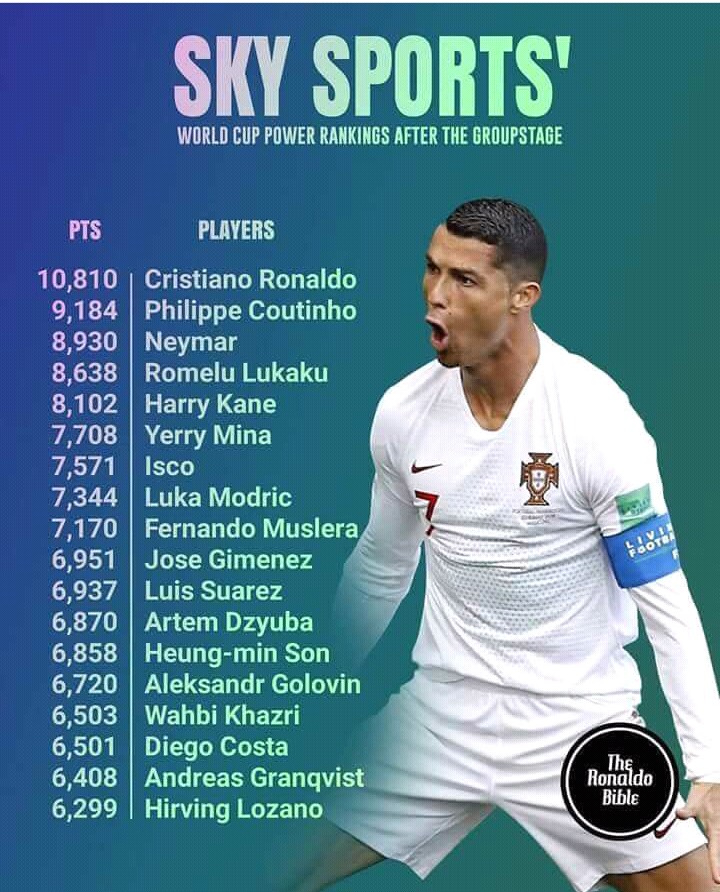 SKY SPORTS'
WORLD CUP POWER RANKINGS AFTER THE GROUPSTAGE
PTS PLAYERS
10,810 Cristiano Ronaldo
9,184 Philippe Coutinho
8,930 Neymar
8,638 Romelu Lukaku
8,102 Harry Kane
7,708 Yerry Mina
7,571 Isco
7,344 Luka Modric
7,170 Fernando Muslera
6,951 Jose Gimenez
6,937 Luis Suarez
6,870 Artem Dzyuba
6,858 Heung-min Son
6,720 Aleksandr Golovin
6,503 Wahbi Khazri
6,501 Diego Costa
6,408 Andreas Granqvist
6,299 Hirving Lozano
7
The
Ronaldo
Bible